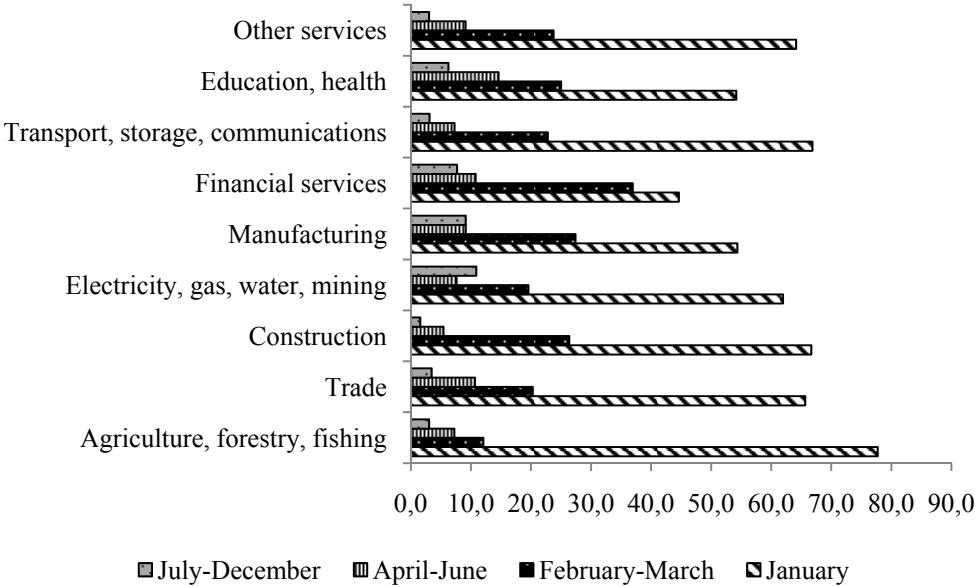 Other services
Education, health
Transport, storage, communications
Financial services
Manufacturing
Electricity, gas, water, mining
Construction
Trade
Agriculture, forestry, fishing
0,0 10,0 20,0 30,0 40,0 50,0 60,0 70,0 80,0 90,0
July-December April-June February-March January